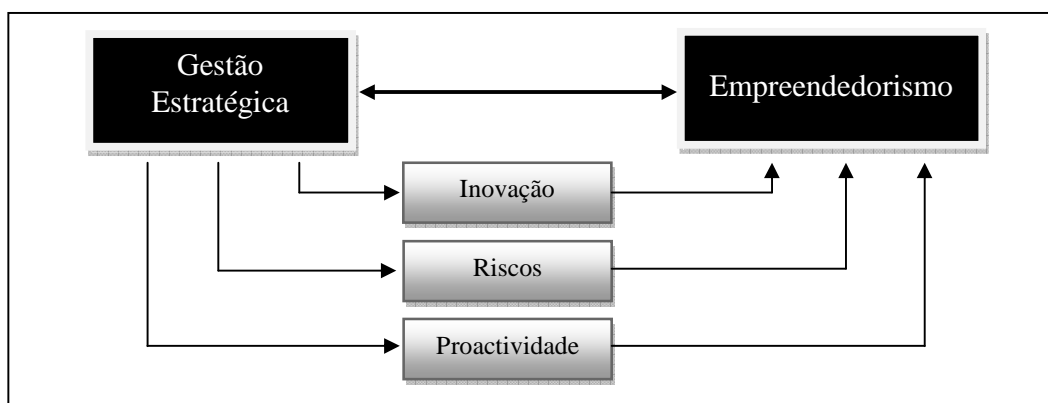 Gestão
Estratégica
Empreendedorismo
Inovação
Riscos
Proactividade